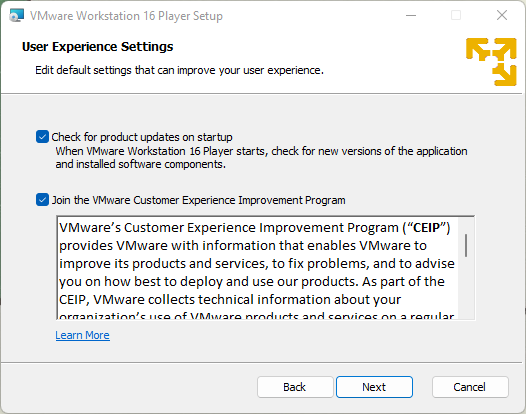 VMware Workstation 16 Player Setup
User Experience Settings
Edit default settings that can improve your user experience.
Check for product updates on startup
When VMware Workstation 16 Player starts, check for new versions of the application
and installed software components.
Join the VMware Customer Experience Improvement Program
VMware's Customer Experience Improvement Program (“CEIP”)
provides VMware with information that enables VMware to
improve its products and services, to fix problems, and to advise
you on how best to deploy and use our products. As part of the
CEIP, VMware collects technical information about your
organization's use of VMware products and services on a regular
Learn More
Back
Next
Cancel